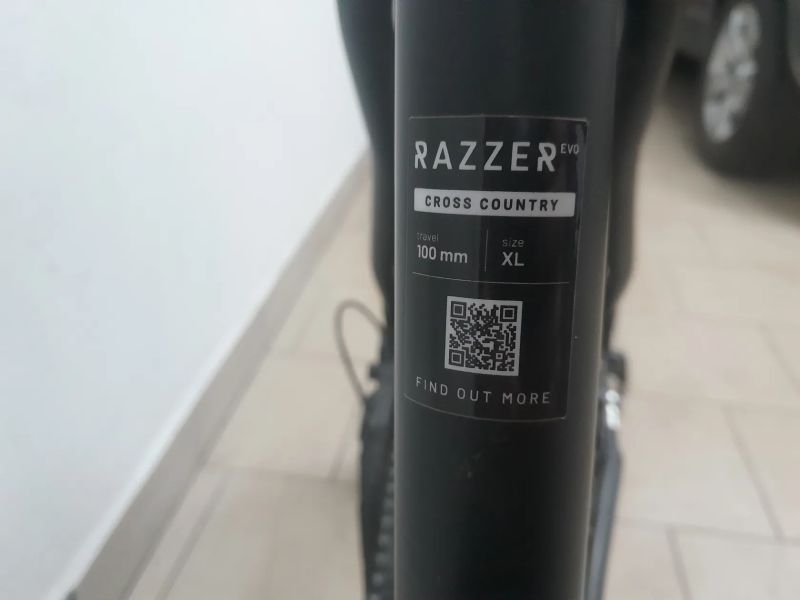 RAZZER EVO
CROSS COUNTRY
travel size
100 mm XL
FIND OUT MORE